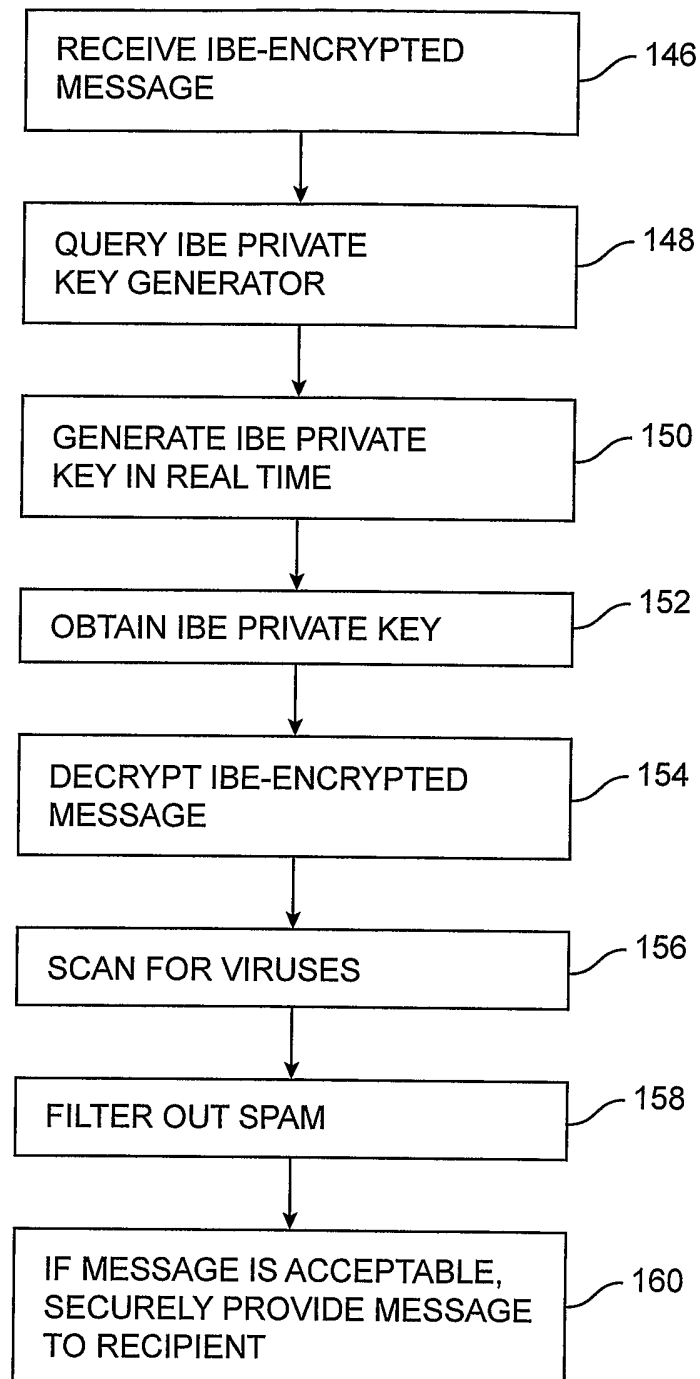 RECEIVE IBE-ENCRYPTED
MESSAGE
146
QUERY IBE PRIVATE
KEY GENERATOR
148
GENERATE IBE PRIVATE
KEY IN REAL TIME
150
OBTAIN IBE PRIVATE KEY
152
DECRYPT IBE-ENCRYPTED
MESSAGE
154
SCAN FOR VIRUSES
156
FILTER OUT SPAM
158
IF MESSAGE IS ACCEPTABLE,
SECURELY PROVIDE MESSAGE
TO RECIPIENT
160